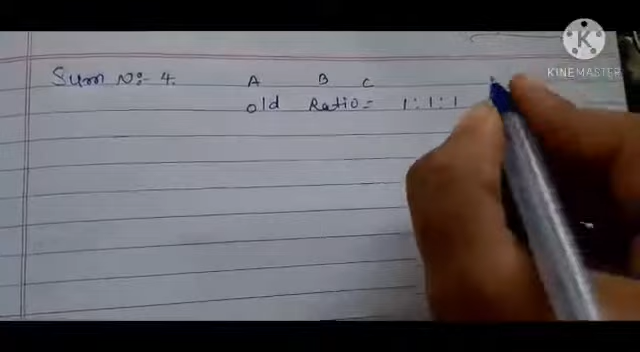 K
KINEMASTER
Sum No:- 4. A B C
old Ratio = 1:1:1